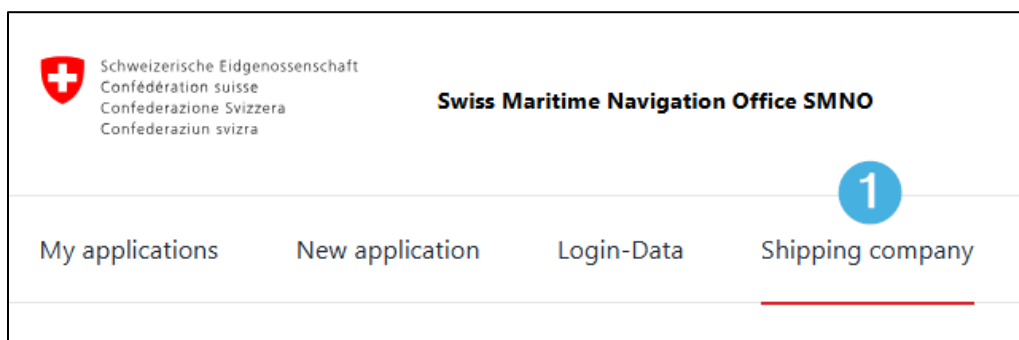 Schweizerische Eidgenossenschaft
Confédération suisse
Confederazione Svizzera
Confederaziun svizra
Swiss Maritime Navigation Office SMNO
1
My applications New application Login-Data Shipping company